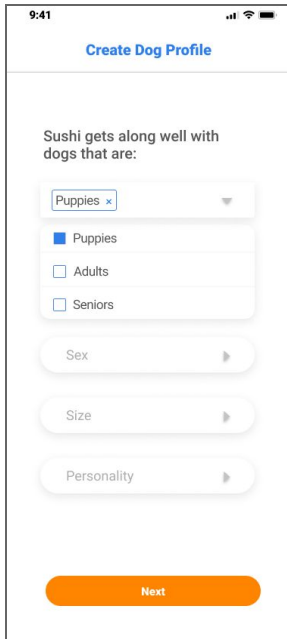 9:41
Create Dog Profile
Sushi gets along well with
dogs that are:
Puppies ×
Puppies
Adults
Seniors
Sex
Size
Personality
Next